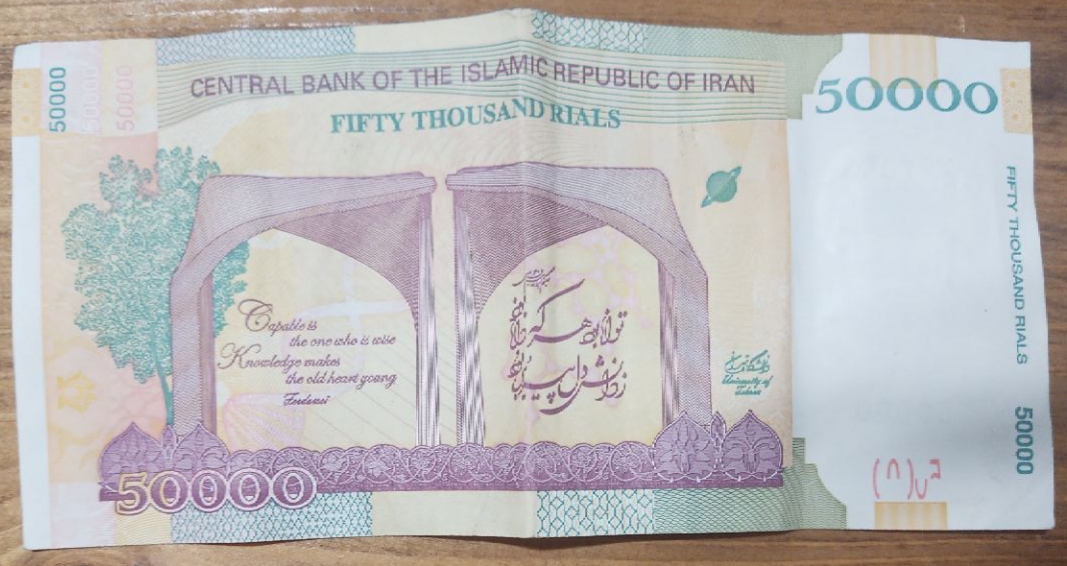 CENTRAL BANK OF THE ISLAMIC REPUBLIC OF IRAN
FIFTY THOUSAND RIALS
50000
50000
50000
50000
FIFTY THOUSAND RIALS
50000
Capable is
the one who is wise
Knowledge makes
the old heart young
Ferdowsi
توانا بود هر که دانا بود
ز دانش دل پیر برنا بود
دانشگاه تهران
University of
Tehran
50000